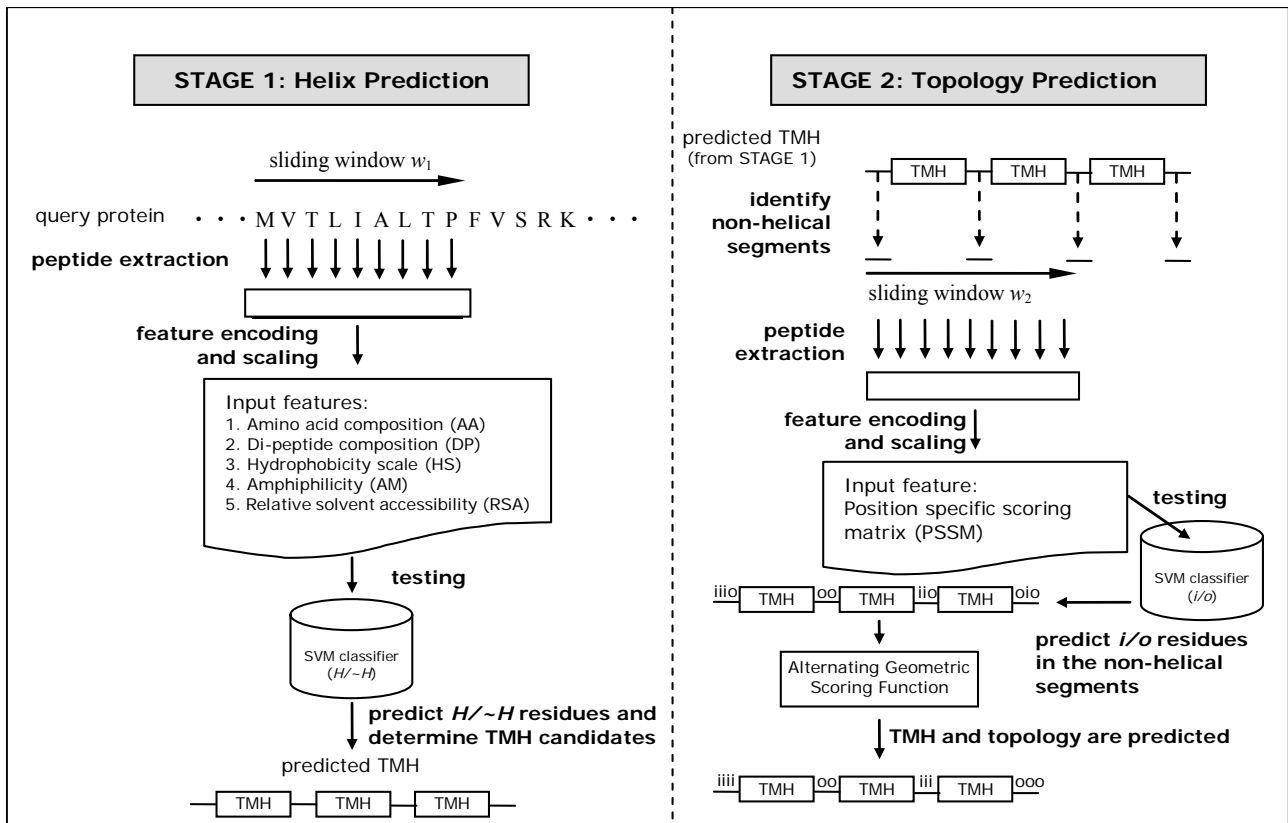 STAGE 1: Helix Prediction
sliding window w1
query protein
· · · M V T L I A L T P F V S R K · · ·
peptide extraction
feature encoding
and scaling
Input features:
1. Amino acid composition (AA)
2. Di-peptide composition (DP)
3. Hydrophobicity scale (HS)
4. Amphiphilicity (AM)
5. Relative solvent accessibility (RSA)
testing
SVM classifier
(H/~H)
predict H/~H residues and
determine TMH candidates
predicted TMH
TMH TMH TMH
STAGE 2: Topology Prediction
predicted TMH
(from STAGE 1)
TMH TMH TMH
identify
non-helical
segments
sliding window w2
peptide
extraction
feature encoding
and scaling
Input feature:
Position specific scoring
matrix (PSSM)
testing
SVM classifier
(i/o)
iiio TMH oo TMH iio TMH oio
predict i/o residues
in the non-helical
segments
Alternating Geometric
Scoring Function
TMH and topology are predicted
iiii TMH oo TMH iii TMH ooo